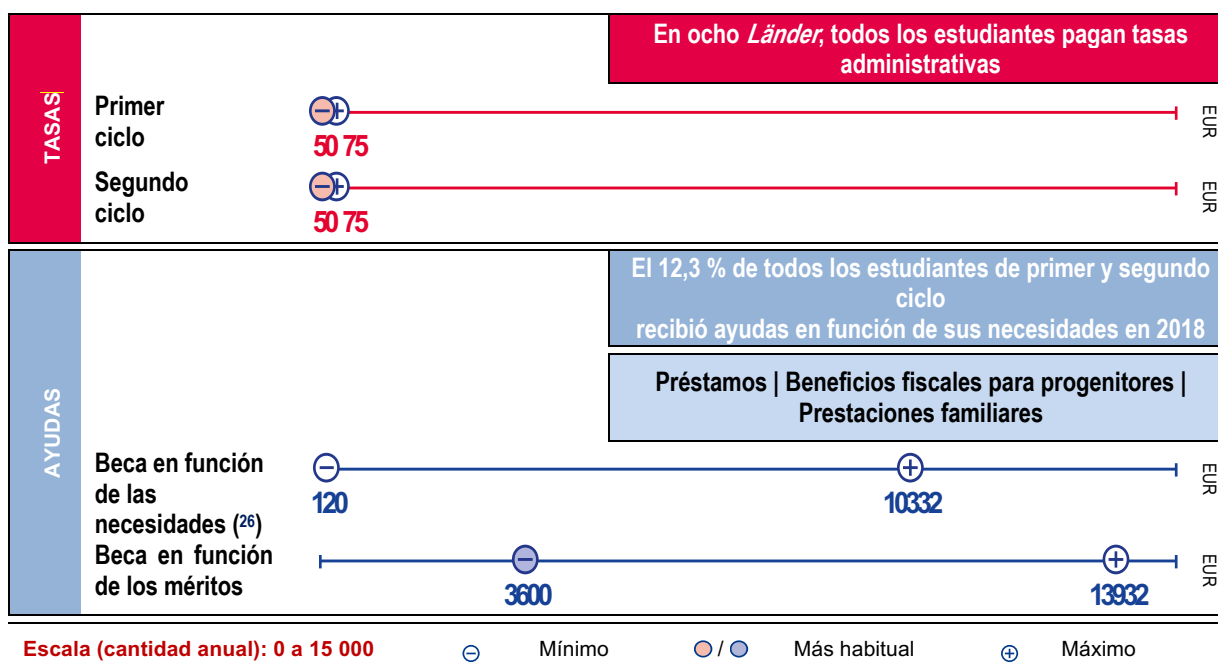 TASAS
En ocho Länder, todos los estudiantes pagan tasas
administrativas
Primer
ciclo
50 75
EUR
Segundo
ciclo
50 75
EUR
AYUDAS
El 12,3 % de todos los estudiantes de primer y segundo
ciclo
recibió ayudas en función de sus necesidades en 2018
Préstamos | Beneficios fiscales para progenitores |
Prestaciones familiares
Beca en función
de las
necesidades (26)
120
10332
EUR
Beca en función
de los méritos
3600
13932
EUR
Escala (cantidad anual): 0 a 15 000 Mínimo / Más habitual Máximo